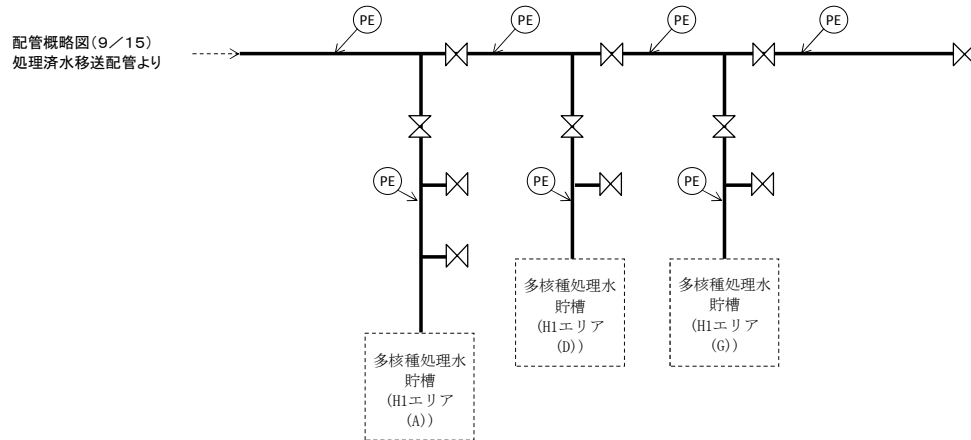 PE
PE
PE
PE
配管概略図(9/15)
処理済水移送配管より
PE
PE
PE
多核種処理水
貯槽
(H1エリア
(D))
多核種処理水
貯槽
(H1エリア
(G))
多核種処理水
貯槽
(H1エリア
(A))